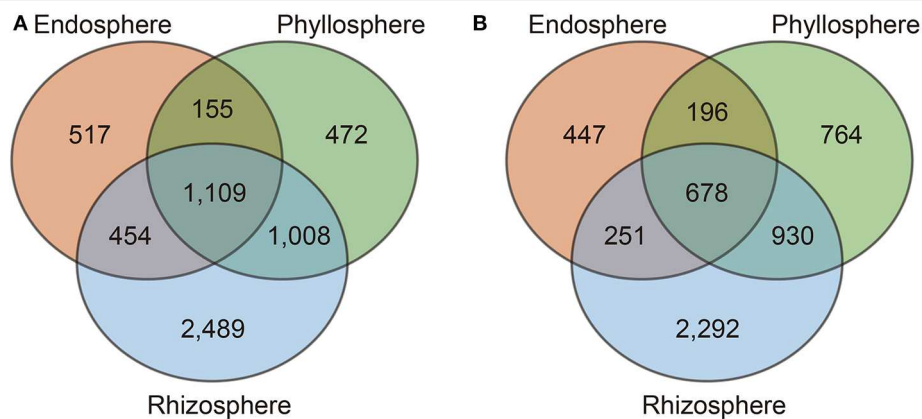 A Endosphere Phyllosphere
517 155 472
1,109
454 1,008
2,489
Rhizosphere
B Endosphere Phyllosphere
447 196 764
678
251 930
2,292
Rhizosphere